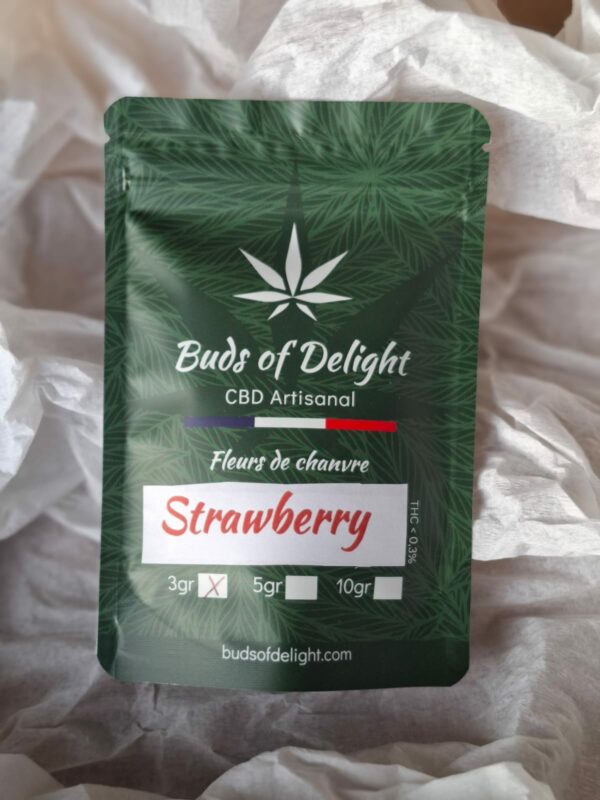 Buds of Delight
CBD Artisanal
Fleurs de chanvre
Strawberry
THC < 0,3%
3gr X 5gr 10gr
budsofdelight.com